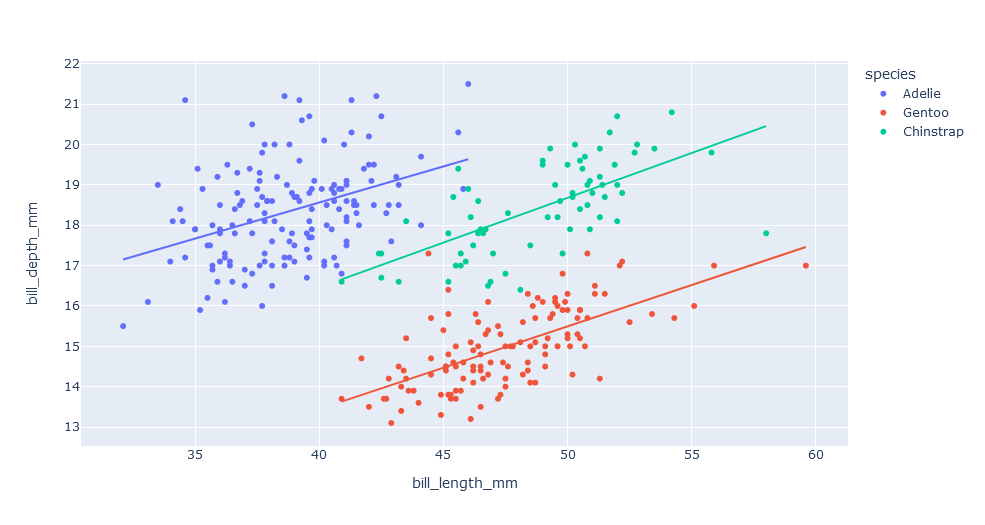 22
21
20
19
18
17
16
15
14
13
bill_depth_mm
35 40 45 50 55 60
bill_length_mm
species
Adelie
Gentoo
Chinstrap